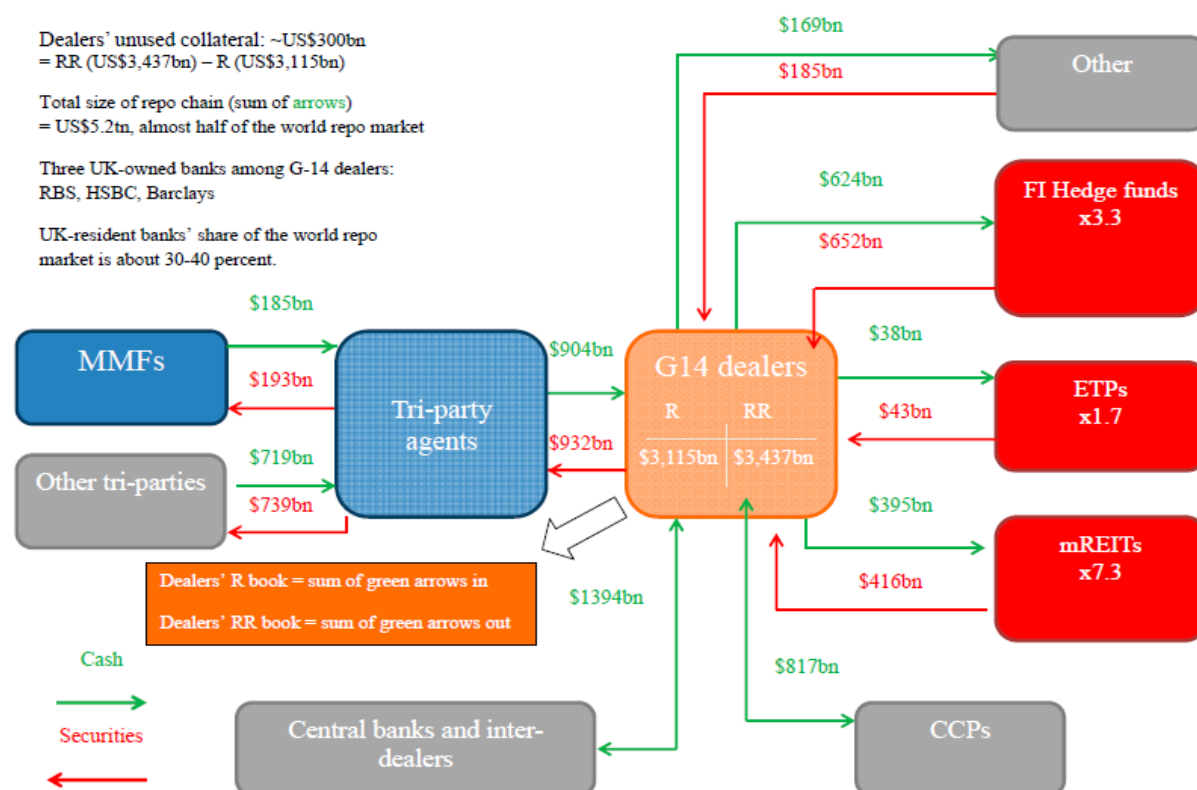 Dealers' unused collateral: ~US$300bn
= RR (US$3,437bn) – R (US$3,115bn)
Total size of repo chain (sum of arrows)
= US$5.2tn, almost half of the world repo market
Three UK-owned banks among G-14 dealers:
RBS, HSBC, Barclays
UK-resident banks' share of the world repo
market is about 30-40 percent.
$169bn
$185bn
Other
$624bn
$652bn
FI Hedge funds
x3.3
$185bn
MMFs
$193bn
$719bn
Other tri-parties
$739bn
Tri-party
agents
$904bn
$932bn
G14 dealers
R RR
$3,115bn $3,437bn
$38bn
$43bn
ETPs
x1.7
$395bn
$416bn
mREITs
x7.3
Dealers' R book = sum of green arrows in
Dealers' RR book = sum of green arrows out
$1394bn
$817bn
Cash
Securities
Central banks and inter-
dealers
CCPs